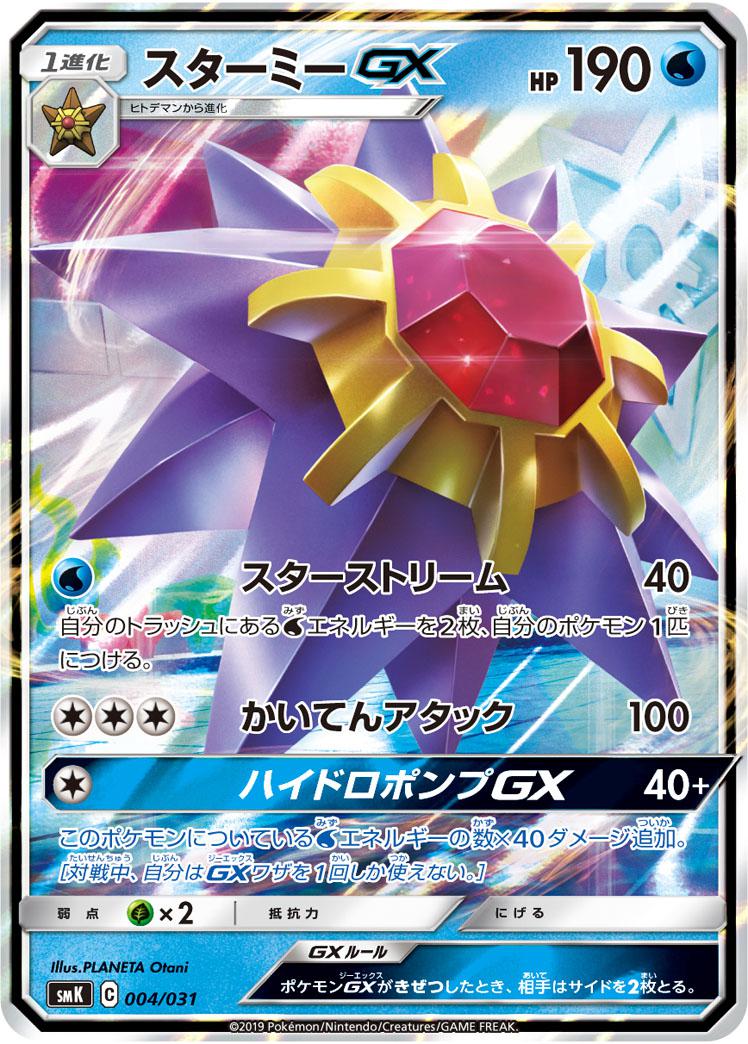 1進化
スターミーGX
HP 190
ヒトデマンから進化
スターストリーム 40
自分のトラッシュにあるエネルギーを2枚、自分のポケモン1匹
につける。
かいてんアタック 100
ハイドロポンプGX 40+
このポケモンについているエネルギーの数×40ダメージ追加。
[対戦中、自分はGXワザを1回しか使えない。]
弱点 ×2 抵抗力 にげる
GXルール
ポケモンGXがきぜつしたとき、相手はサイドを2枚とる。
Illus.PLANETA Otani
SMK C 004/031
©2019 Pokémon/Nintendo/Creatures/GAME FREAK.